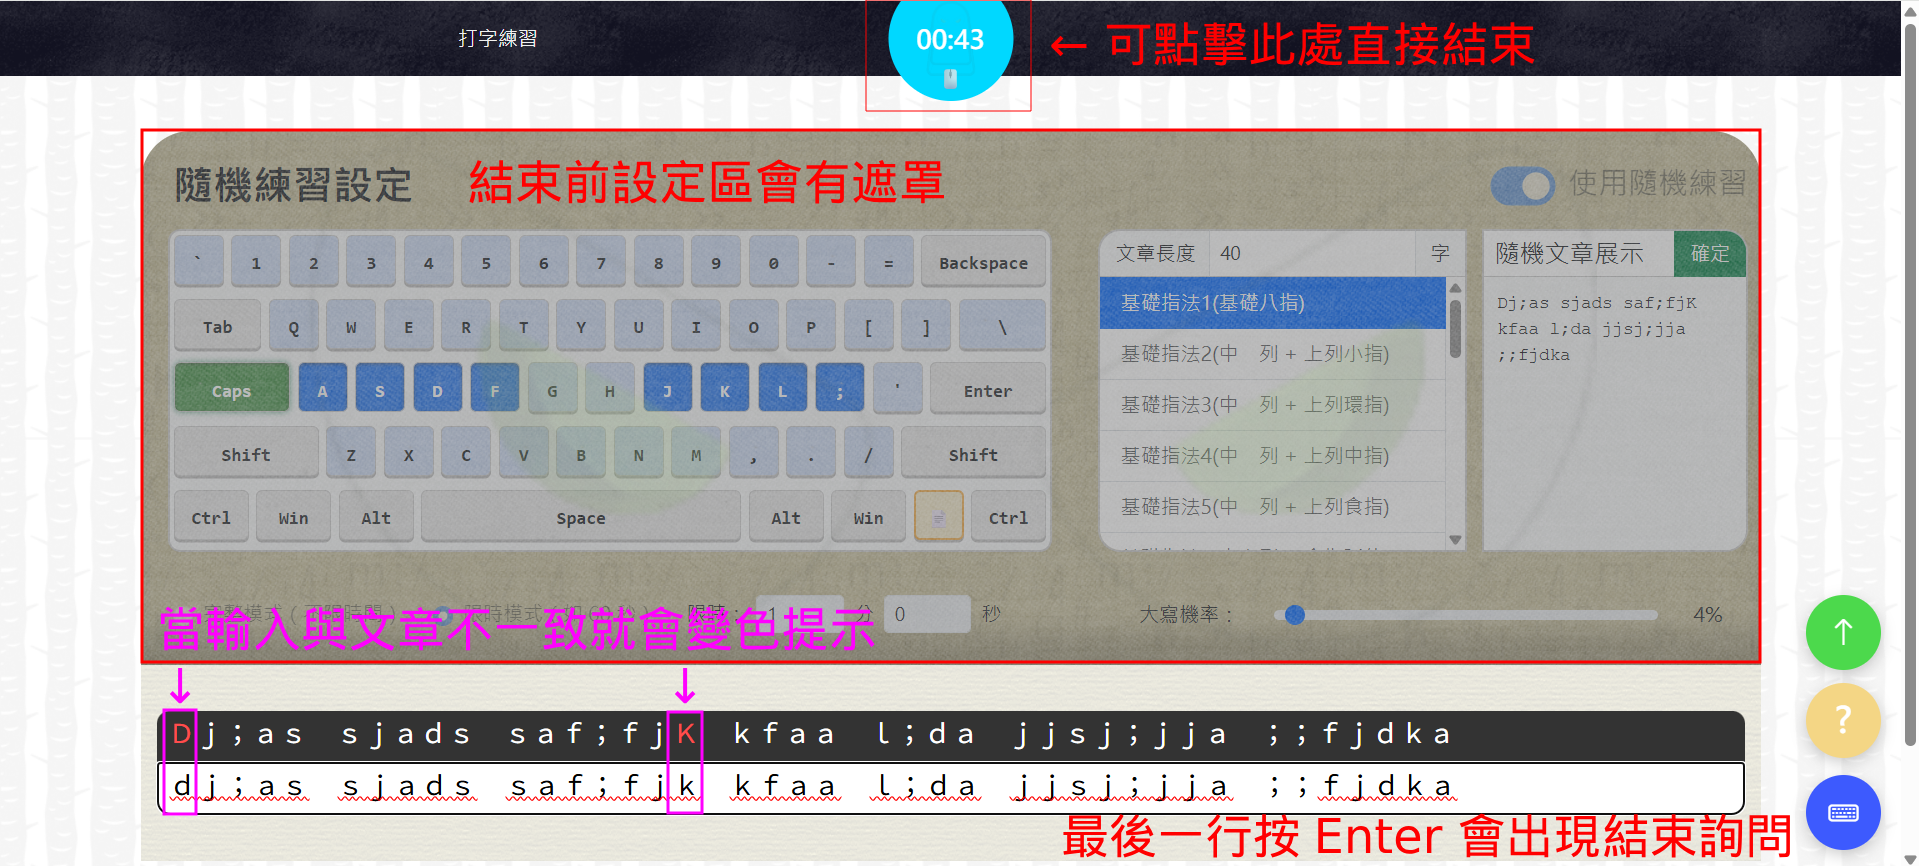 打字練習
00:43
← 可點擊此處直接結束
隨機練習設定
結束前設定區會有遮罩
使用隨機練習
` 1 2 3 4 5 6 7 8 9 0 - = Backspace
Tab Q W E R T Y U I O P [ ] \
Caps A S D F G H J K L ; ' Enter
Shift Z X C V B N M , . / Shift
Ctrl Win Alt Space Alt Win Ctrl
文章長度 40 字
基礎指法1(基礎八指)
基礎指法2(中　列 + 上列小指)
基礎指法3(中　列 + 上列環指)
基礎指法4(中　列 + 上列中指)
基礎指法5(中　列 + 上列食指)
隨機文章展示 確定
Dj;as sjads saf;fjK
kfaa l;da jjsj;jja
;;fjdka
限時： 1 分 0 秒
大寫機率： 4%
當輸入與文章不一致就會變色提示
↓ ↓
Dj;as sjads saf;fjK kfaa l;da jjsj;jja ;;fjdka
dj;as sjads saf;fjk kfaa l;da jjsj;jja ;;fjdka
最後一行按 Enter 會出現結束詢問
↑
?